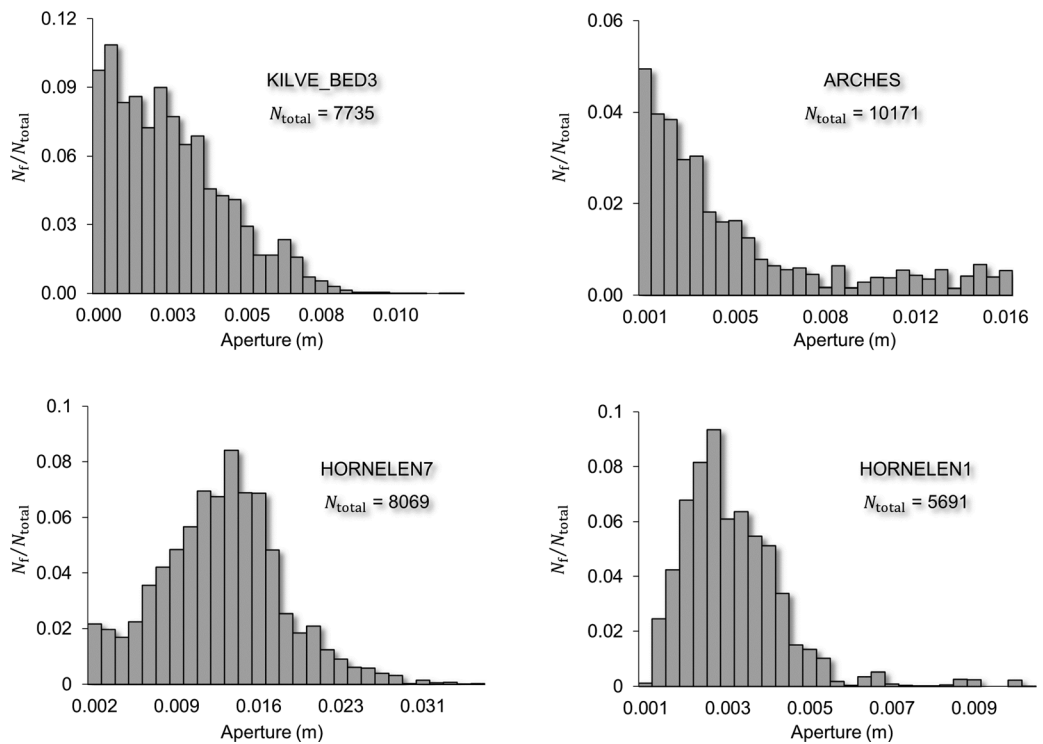 0.12
0.09
0.06
0.03
0.00
N_f/N_total
KILVE_BED3
N_total = 7735
0.000 0.003 0.005 0.008 0.010
Aperture (m)
0.06
0.04
0.02
0.00
N_f/N_total
ARCHES
N_total = 10171
0.001 0.005 0.008 0.012 0.016
Aperture (m)
0.1
0.08
0.06
0.04
0.02
0
N_f/N_total
HORNELEN7
N_total = 8069
0.002 0.009 0.016 0.023 0.031
Aperture (m)
0.1
0.08
0.06
0.04
0.02
0
N_f/N_total
HORNELEN1
N_total = 5691
0.001 0.003 0.005 0.007 0.009
Aperture (m)